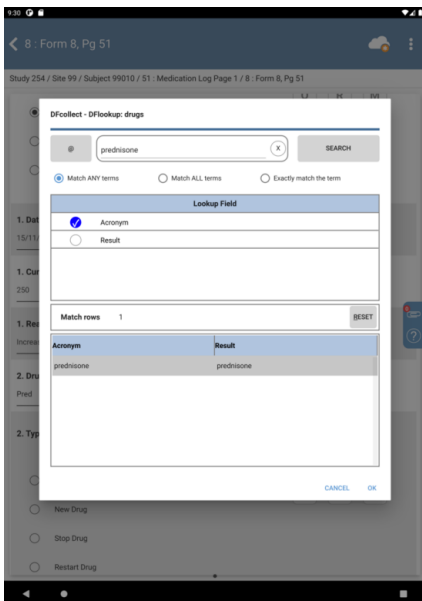 9:30
8 : Form 8, Pg 51
Study 254 / Site 99 / Subject 99010 / 51 : Medication Log Page 1 / 8 : Form 8, Pg 51
DFcollect - DFlookup: drugs
@ prednisone X SEARCH
Match ANY terms Match ALL terms Exactly match the term
Lookup Field
1. Dat
Acronym
15/11/
Result
1. Cur
250
Match rows 1 RESET
1. Rea
Increas
Acronym Result
prednisone prednisone
2. Dru
Pred
2. Typ
CANCEL OK
New Drug
Stop Drug
Restart Drug